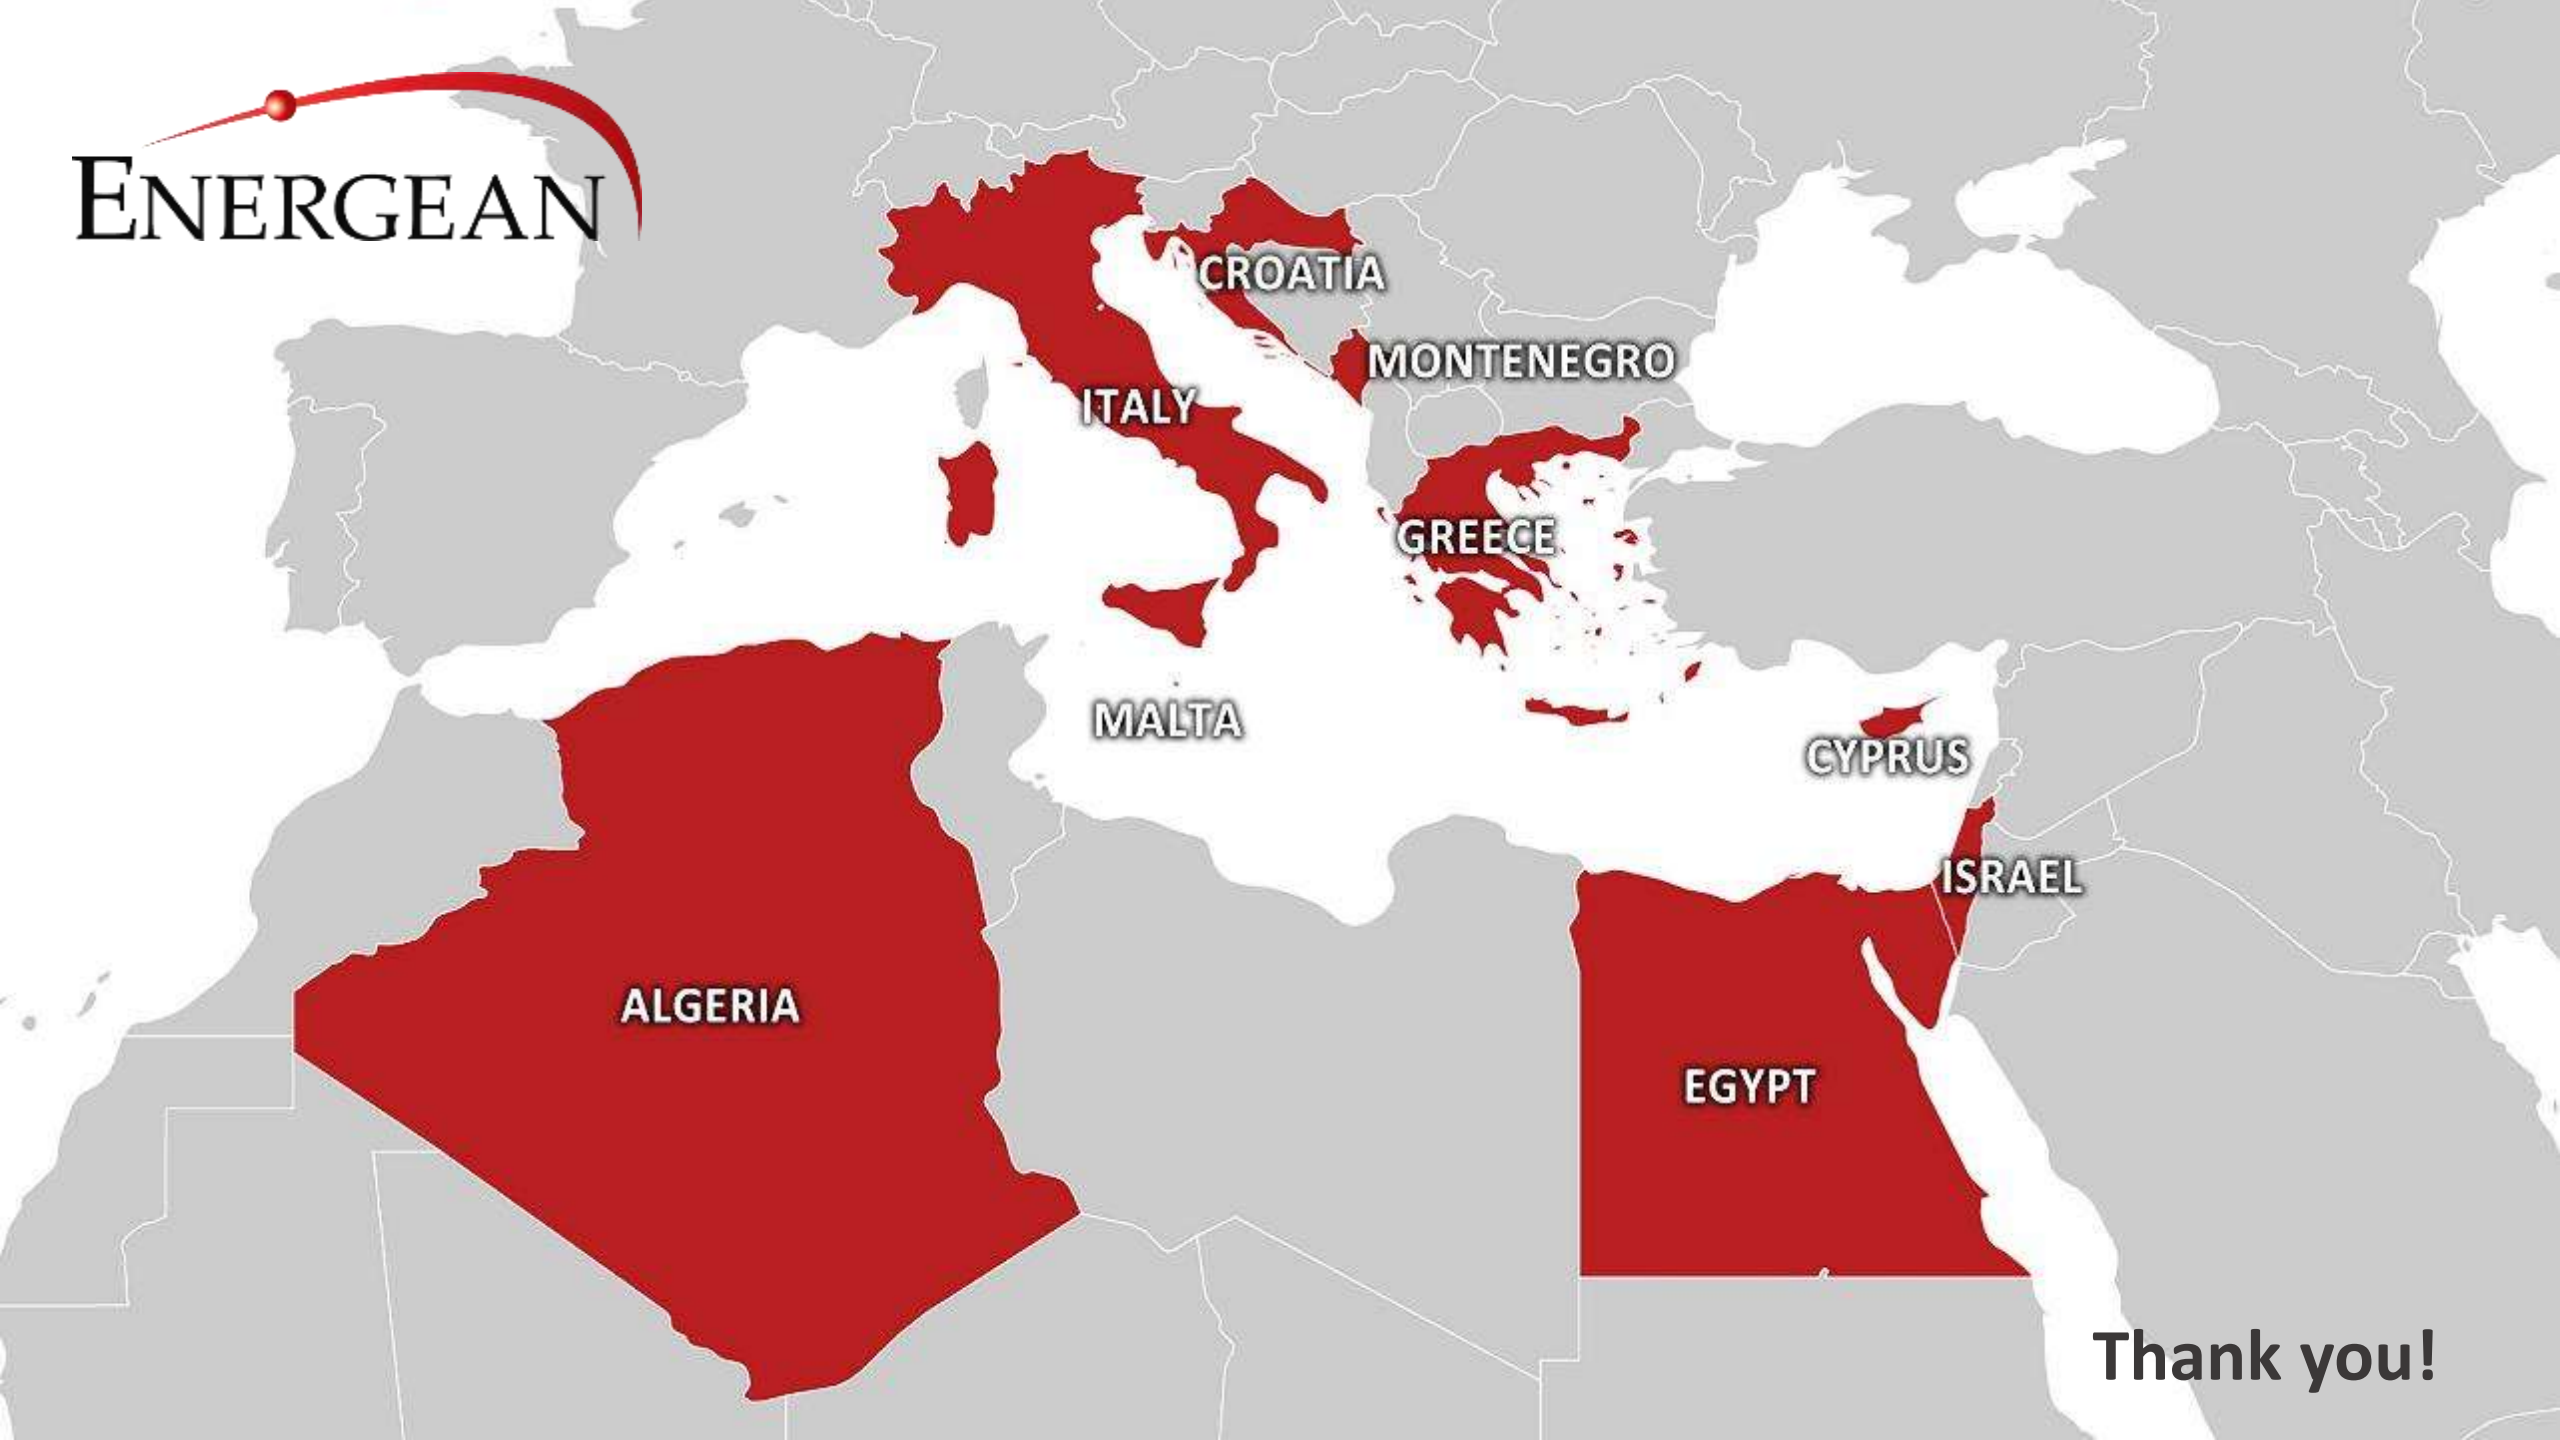 ENERGEAN
CROATIA
MONTENEGRO
ITALY
GREECE
MALTA
CYPRUS
ISRAEL
ALGERIA
EGYPT
Thank you!